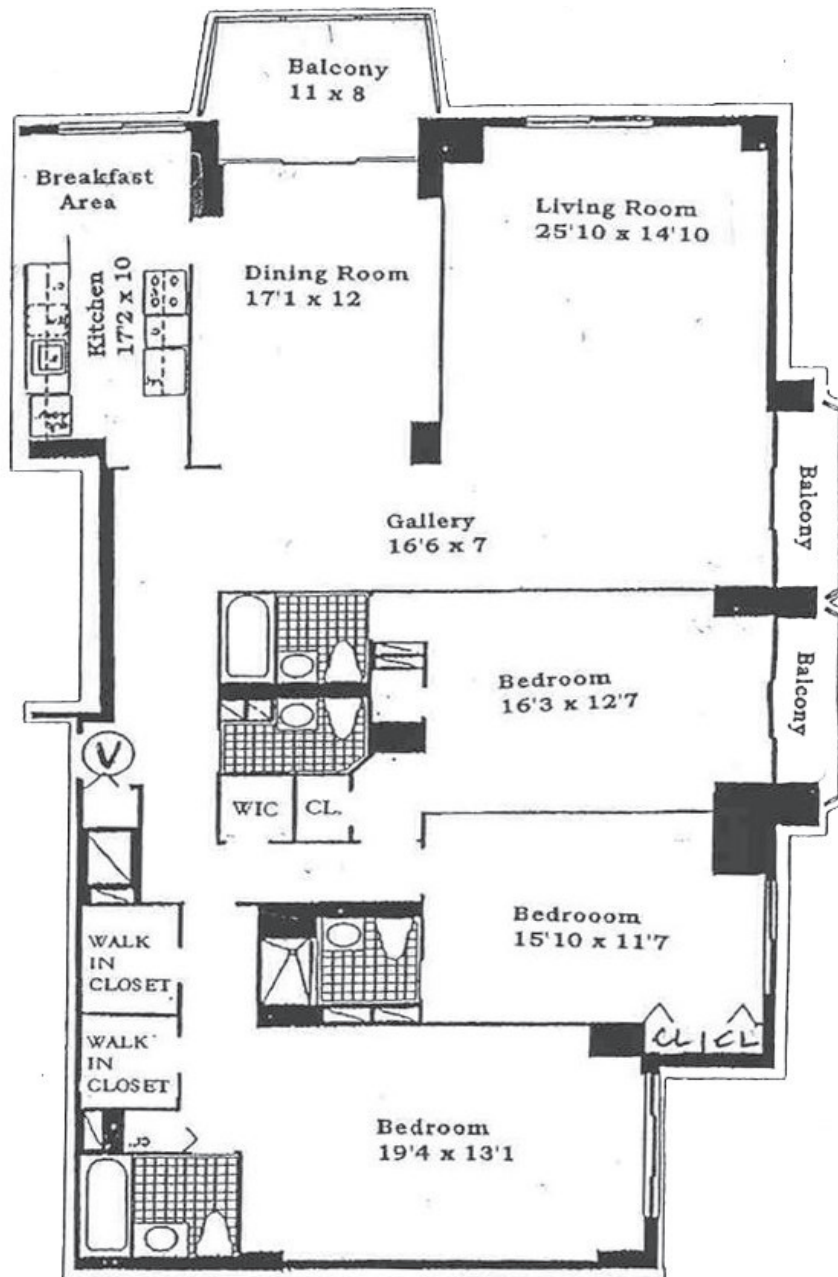 Balcony
11 x 8
Breakfast
Area
Living Room
25'10 x 14'10
Dining Room
17'1 x 12
Kitchen
17'2 x 10
Balcony
Gallery
16'6 x 7
Bedroom
16'3 x 12'7
Balcony
V
WIC
CL.
Bedrooom
15'10 x 11'7
WALK
IN
CLOSET
CL
CL
WALK
IN
CLOSET
Bedroom
19'4 x 13'1